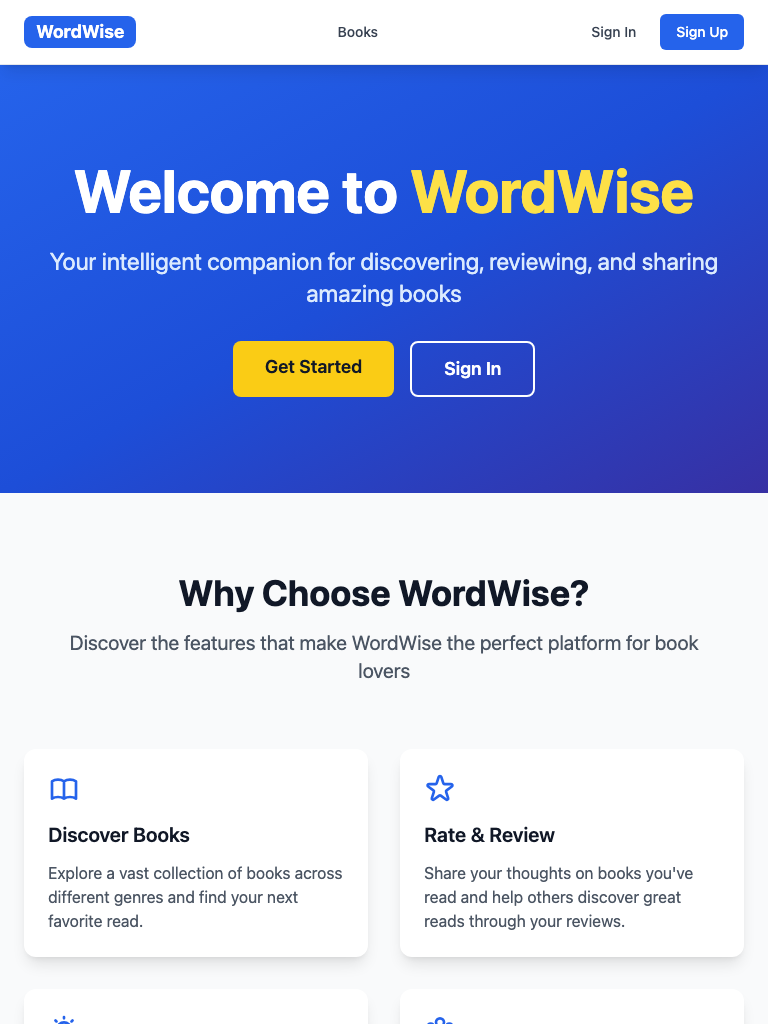 WordWise
Books
Sign In
Sign Up
Welcome to WordWise
Your intelligent companion for discovering, reviewing, and sharing
amazing books
Get Started
Sign In
Why Choose WordWise?
Discover the features that make WordWise the perfect platform for book
lovers
Discover Books
Explore a vast collection of books across
different genres and find your next
favorite read.
Rate & Review
Share your thoughts on books you've
read and help others discover great
reads through your reviews.